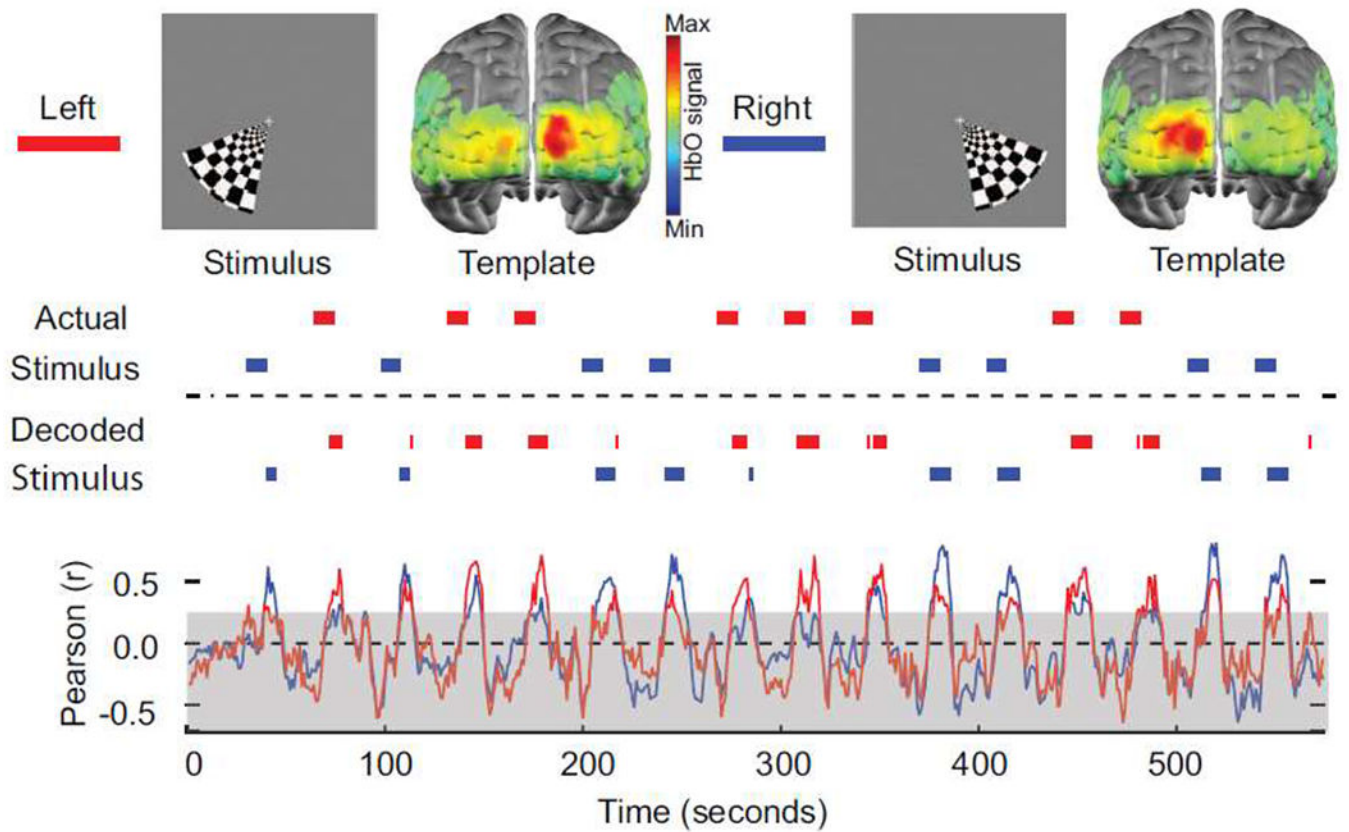 Left
Stimulus
Template
Max
HbO signal
Min
Right
Stimulus
Template
Actual
Stimulus
Decoded
Stimulus
Pearson (r)
0.5
0.0
-0.5
0 100 200 300 400 500
Time (seconds)